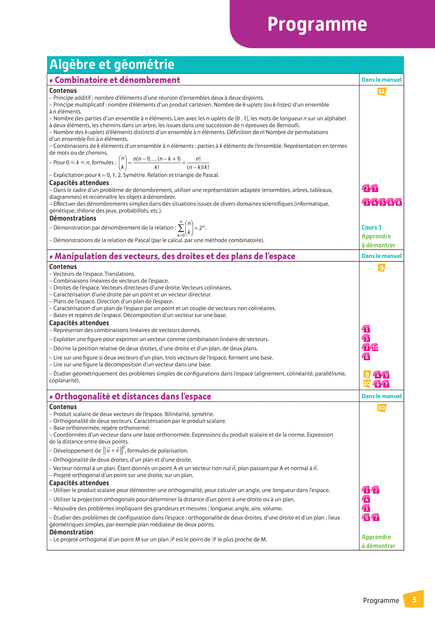 Programme
Algèbre et géométrie
• Combinatoire et dénombrement Dans le manuel
Contenus
– Principe additif : nombre d'éléments d'une réunion d'ensembles deux à deux disjoints.
– Principe multiplicatif : nombre d'éléments d'un produit cartésien. Nombre de k-uplets (ou k-listes) d'un ensemble
à n éléments.
– Nombre des parties d'un ensemble à n éléments. Lien avec les n-uplets de {0 , 1}, les mots de longueur n sur un alphabet
à deux éléments, les chemins dans un arbre, les issues dans une succession de n épreuves de Bernoulli.
– Nombre des k-uplets d'éléments distincts d'un ensemble à n éléments. Définition de n! Nombre de permutations
d'un ensemble fini à n éléments.
– Combinaisons de k éléments d'un ensemble à n éléments : parties à k éléments de l'ensemble. Représentation en termes
de mots ou de chemins.
– Pour 0 ≤ k ≤ n, formules : (n k) = n(n – 1) ... (n – k + 1) / k! = n! / (n – k)!k!
– Explicitation pour k = 0, 1, 2. Symétrie. Relation et triangle de Pascal.
Capacités attendues
– Dans le cadre d'un problème de dénombrement, utiliser une représentation adaptée (ensembles, arbres, tableaux,
diagrammes) et reconnaître les objets à dénombrer.
– Effectuer des dénombrements simples dans des situations issues de divers domaines scientifiques (informatique,
génétique, théorie des jeux, probabilités, etc.).
Démonstrations
– Démonstration par dénombrement de la relation : ∑ k=0 n (n k) = 2ⁿ. Cours 3
– Démonstrations de la relation de Pascal (par le calcul, par une méthode combinatoire). Apprendre
à démontrer
• Manipulation des vecteurs, des droites et des plans de l'espace Dans le manuel
Contenus 9
– Vecteurs de l'espace. Translations.
– Combinaisons linéaires de vecteurs de l'espace.
– Droites de l'espace. Vecteurs directeurs d'une droite. Vecteurs colinéaires.
– Caractérisation d'une droite par un point et un vecteur directeur.
– Plans de l'espace. Direction d'un plan de l'espace.
– Caractérisation d'un plan de l'espace par un point et un couple de vecteurs non colinéaires.
– Bases et repères de l'espace. Décomposition d'un vecteur sur une base.
Capacités attendues
– Représenter des combinaisons linéaires de vecteurs donnés.
– Exploiter une figure pour exprimer un vecteur comme combinaison linéaire de vecteurs.
– Décrire la position relative de deux droites, d'une droite et d'un plan, de deux plans.
– Lire sur une figure si deux vecteurs d'un plan, trois vecteurs de l'espace, forment une base.
– Lire sur une figure la décomposition d'un vecteur dans une base.
– Étudier géométriquement des problèmes simples de configurations dans l'espace (alignement, colinéarité, parallélisme,
coplanarité).
• Orthogonalité et distances dans l'espace Dans le manuel
Contenus 10
– Produit scalaire de deux vecteurs de l'espace. Bilinéarité, symétrie.
– Orthogonalité de deux vecteurs. Caractérisation par le produit scalaire.
– Base orthonormée, repère orthonormé.
– Coordonnées d'un vecteur dans une base orthonormée. Expressions du produit scalaire et de la norme. Expression
de la distance entre deux points.
– Développement de ||u⃗ + v⃗||², formules de polarisation.
– Orthogonalité de deux droites, d'un plan et d'une droite.
– Vecteur normal à un plan. Étant donnés un point A et un vecteur non nul n⃗, plan passant par A et normal à n⃗.
– Projeté orthogonal d'un point sur une droite, sur un plan.
Capacités attendues
– Utiliser le produit scalaire pour démontrer une orthogonalité, pour calculer un angle, une longueur dans l'espace.
– Utiliser la projection orthogonale pour déterminer la distance d'un point à une droite ou à un plan.
– Résoudre des problèmes impliquant des grandeurs et mesures : longueur, angle, aire, volume.
– Étudier des problèmes de configuration dans l'espace : orthogonalité de deux droites, d'une droite et d'un plan ; lieux
géométriques simples, par exemple plan médiateur de deux points.
Démonstration
– Le projeté orthogonal d'un point M sur un plan 𝒫 est le point de 𝒫 le plus proche de M. Apprendre
à démontrer
Programme 5